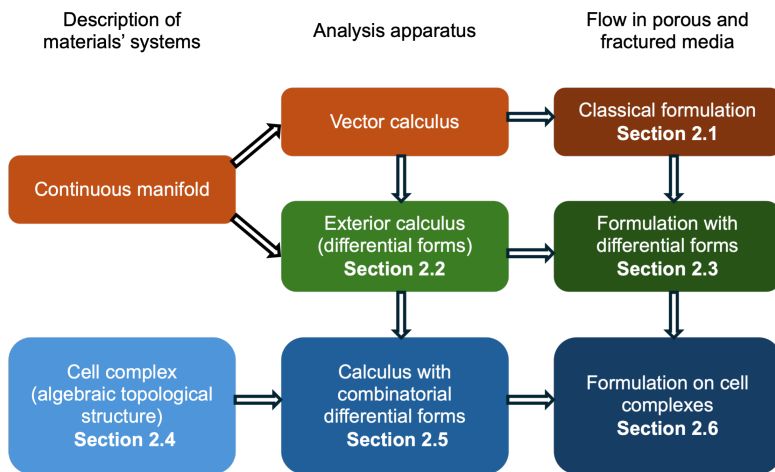 Description of
materials' systems
Analysis apparatus
Flow in porous and
fractured media
Vector calculus
Classical formulation
Section 2.1
Continuous manifold
Exterior calculus
(differential forms)
Section 2.2
Formulation with
differential forms
Section 2.3
Cell complex
(algebraic topological
structure)
Section 2.4
Calculus with
combinatorial
differential forms
Section 2.5
Formulation on cell
complexes
Section 2.6